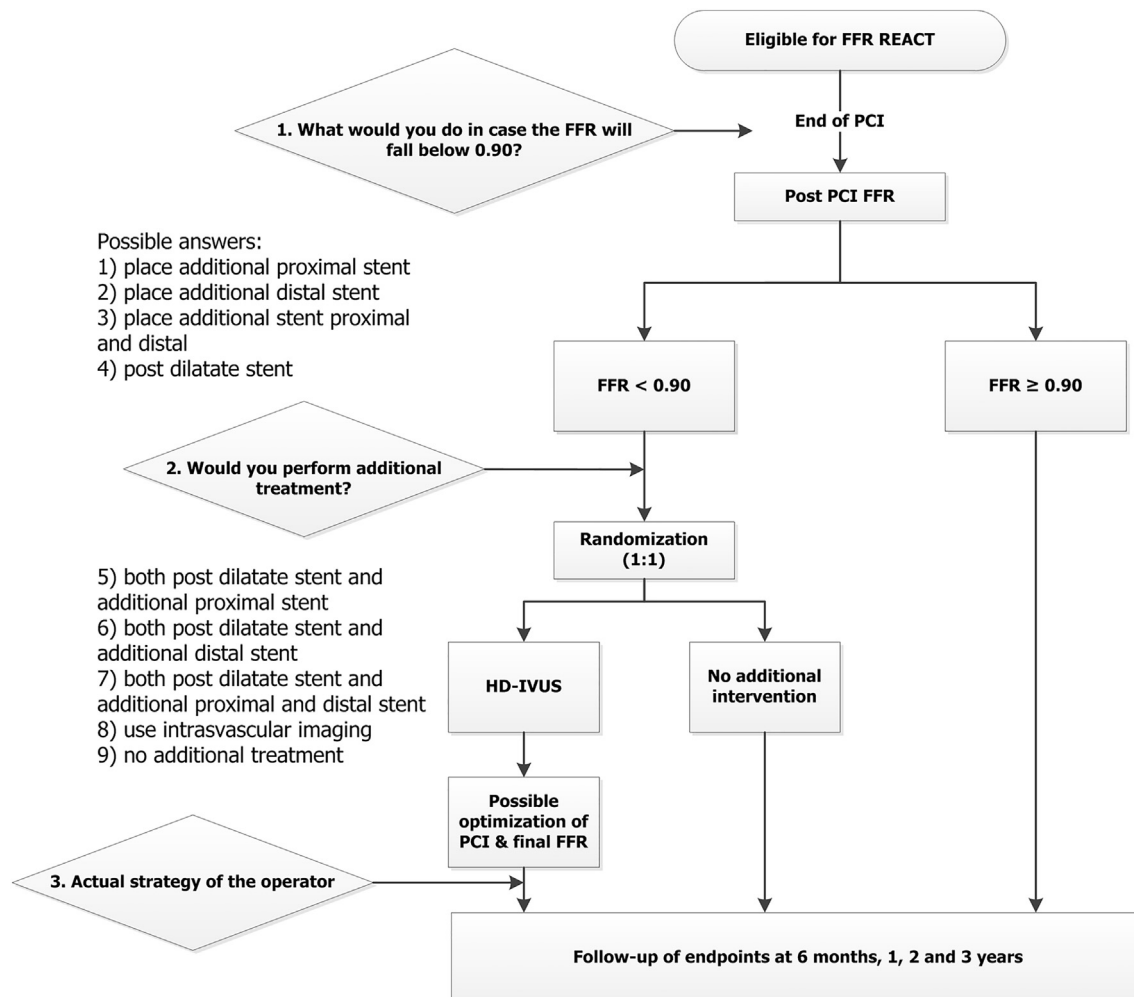 Eligible for FFR REACT
1. What would you do in case the FFR will
fall below 0.90?
End of PCI
Post PCI FFR
Possible answers:
1) place additional proximal stent
2) place additional distal stent
3) place additional stent proximal
and distal
4) post dilatate stent
FFR < 0.90
FFR ≥ 0.90
2. Would you perform additional
treatment?
Randomization
(1:1)
5) both post dilatate stent and
additional proximal stent
6) both post dilatate stent and
additional distal stent
7) both post dilatate stent and
additional proximal and distal stent
8) use intrasvascular imaging
9) no additional treatment
HD-IVUS
No additional
intervention
Possible
optimization of
PCI & final FFR
3. Actual strategy of the operator
Follow-up of endpoints at 6 months, 1, 2 and 3 years